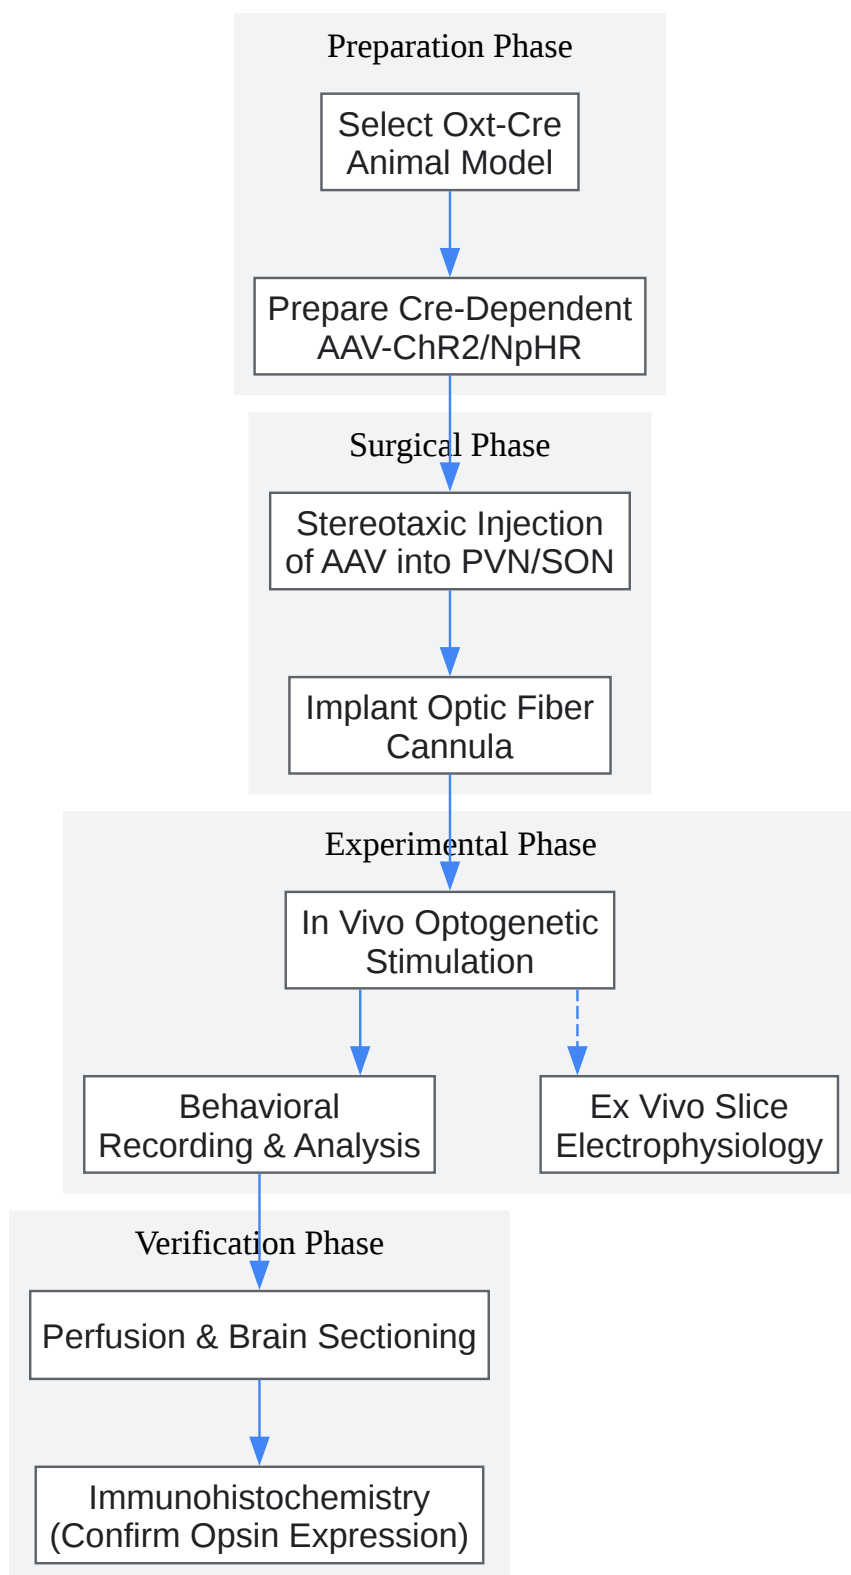 Preparation Phase
Select Oxt-Cre
Animal Model
Prepare Cre-Dependent
AAV-ChR2/NpHR
Surgical Phase
Stereotaxic Injection
of AAV into PVN/SON
Implant Optic Fiber
Cannula
Experimental Phase
In Vivo Optogenetic
Stimulation
Behavioral
Recording & Analysis
Ex Vivo Slice
Electrophysiology
Verification Phase
Perfusion & Brain Sectioning
Immunohistochemistry
(Confirm Opsin Expression)